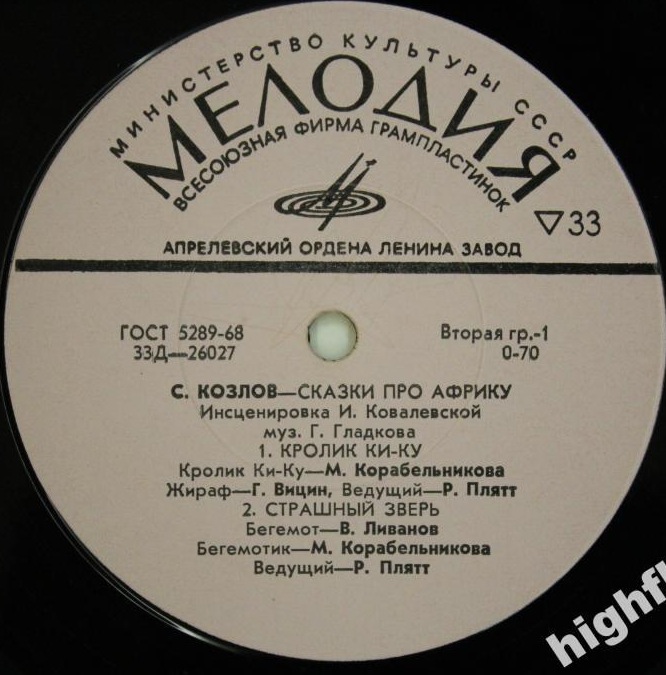 МИНИСТЕРСТВО КУЛЬТУРЫ СССР
МЕЛОДИЯ
ВСЕСОЮЗНАЯ ФИРМА ГРАМПЛАСТИНОК
▽33
АПРЕЛЕВСКИЙ ОРДЕНА ЛЕНИНА ЗАВОД
ГОСТ 5289-68 Вторая гр.-1
33Д—26027 0-70
С. КОЗЛОВ—СКАЗКИ ПРО АФРИКУ
Инсценировка И. Ковалевской
муз. Г. Гладкова
1. КРОЛИК КИ-КУ
Кролик Ки-Ку—М. Корабельникова
Жираф—Г. Вицин, Ведущий—Р. Плятт
2. СТРАШНЫЙ ЗВЕРЬ
Бегемот—В. Ливанов
Бегемотик—М. Корабельникова
Ведущий—Р. Плятт